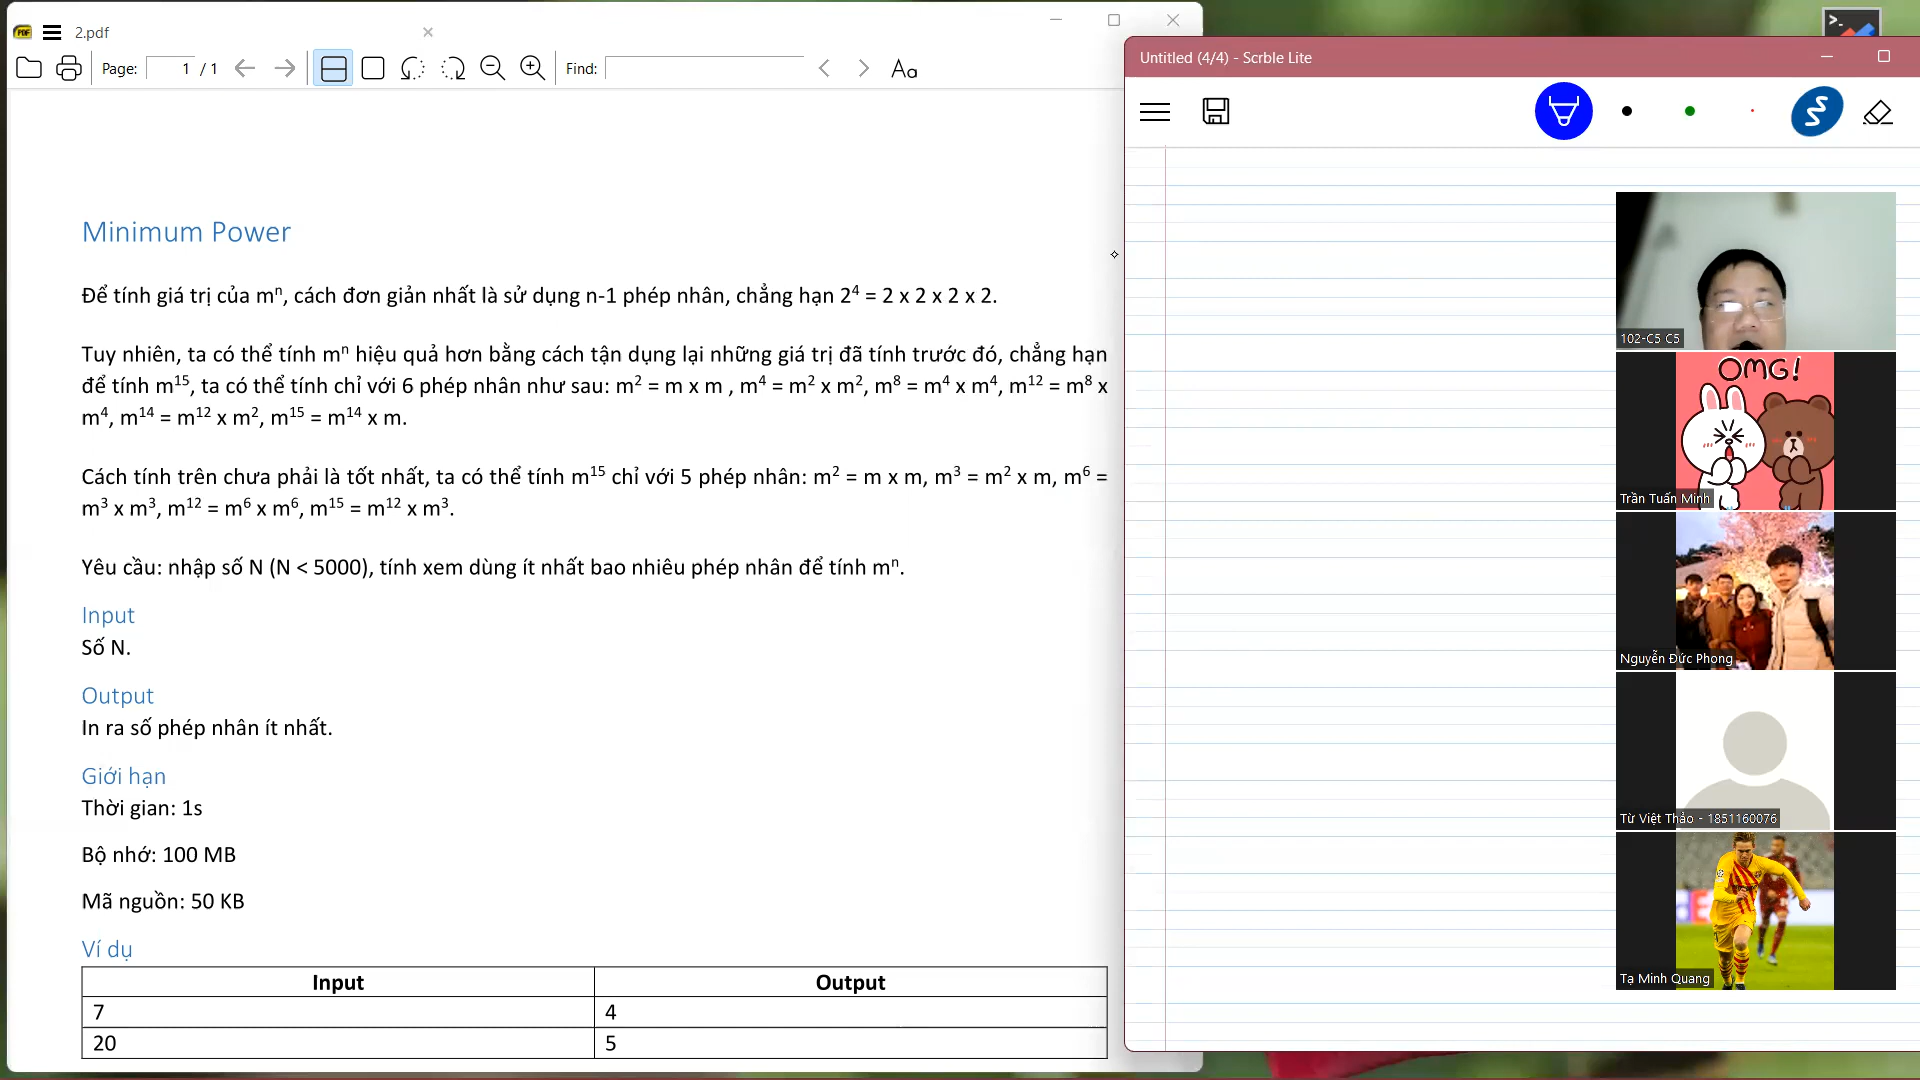 2.pdf
Page: 1 / 1
Find:
Minimum Power
Để tính giá trị của mⁿ, cách đơn giản nhất là sử dụng n-1 phép nhân, chẳng hạn 2⁴ = 2 x 2 x 2 x 2.
Tuy nhiên, ta có thể tính mⁿ hiệu quả hơn bằng cách tận dụng lại những giá trị đã tính trước đó, chẳng hạn
để tính m¹⁵, ta có thể tính chỉ với 6 phép nhân như sau: m² = m x m , m⁴ = m² x m², m⁸ = m⁴ x m⁴, m¹² = m⁸ x
m⁴, m¹⁴ = m¹² x m², m¹⁵ = m¹⁴ x m.
Cách tính trên chưa phải là tốt nhất, ta có thể tính m¹⁵ chỉ với 5 phép nhân: m² = m x m, m³ = m² x m, m⁶ =
m³ x m³, m¹² = m⁶ x m⁶, m¹⁵ = m¹² x m³.
Yêu cầu: nhập số N (N < 5000), tính xem dùng ít nhất bao nhiêu phép nhân để tính mⁿ.
Input
Số N.
Output
In ra số phép nhân ít nhất.
Giới hạn
Thời gian: 1s
Bộ nhớ: 100 MB
Mã nguồn: 50 KB
Ví dụ
Input Output
7 4
20 5
Untitled (4/4) - Scrble Lite
102-C5 C5
OMG!
Trần Tuấn Minh
Nguyễn Đức Phong
Từ Việt Thảo - 1851160076
Tạ Minh Quang